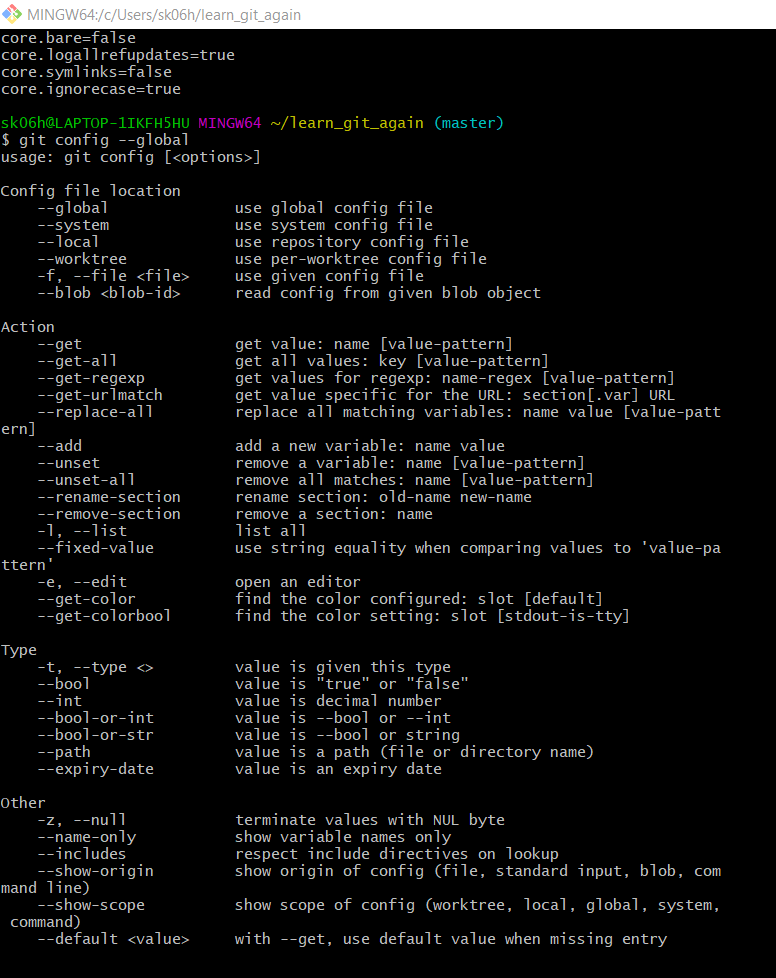 MINGW64:/c/Users/sk06h/learn_git_again
core.bare=false
core.logallrefupdates=true
core.symlinks=false
core.ignorecase=true
sk06h@LAPTOP-1IKFH5HU MINGW64 ~/learn_git_again (master)
$ git config --global
usage: git config [<options>]
Config file location
    --global              use global config file
    --system              use system config file
    --local               use repository config file
    --worktree            use per-worktree config file
    -f, --file <file>     use given config file
    --blob <blob-id>      read config from given blob object
Action
    --get                 get value: name [value-pattern]
    --get-all             get all values: key [value-pattern]
    --get-regexp          get values for regexp: name-regex [value-pattern]
    --get-urlmatch        get value specific for the URL: section[.var] URL
    --replace-all         replace all matching variables: name value [value-patt
ern]
    --add                 add a new variable: name value
    --unset               remove a variable: name [value-pattern]
    --unset-all           remove all matches: name [value-pattern]
    --rename-section      rename section: old-name new-name
    --remove-section      remove a section: name
    -l, --list            list all
    --fixed-value         use string equality when comparing values to 'value-pa
ttern'
    -e, --edit            open an editor
    --get-color           find the color configured: slot [default]
    --get-colorbool       find the color setting: slot [stdout-is-tty]
Type
    -t, --type <>         value is given this type
    --bool                value is "true" or "false"
    --int                 value is decimal number
    --bool-or-int         value is --bool or --int
    --bool-or-str         value is --bool or string
    --path                value is a path (file or directory name)
    --expiry-date         value is an expiry date
Other
    -z, --null            terminate values with NUL byte
    --name-only           show variable names only
    --includes            respect include directives on lookup
    --show-origin         show origin of config (file, standard input, blob, com
mand line)
    --show-scope          show scope of config (worktree, local, global, system,
 command)
    --default <value>     with --get, use default value when missing entry